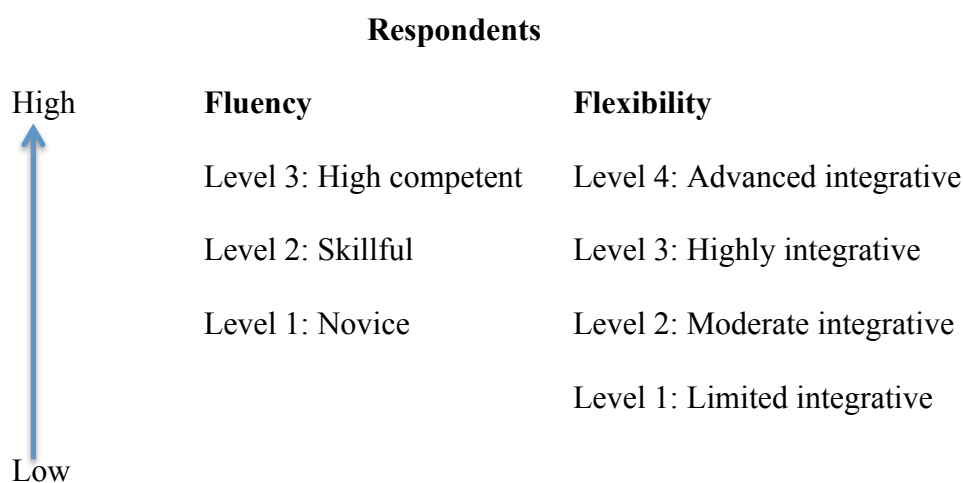 Respondents
High Fluency Flexibility
Level 3: High competent Level 4: Advanced integrative
Level 2: Skillful Level 3: Highly integrative
Level 1: Novice Level 2: Moderate integrative
Level 1: Limited integrative
Low